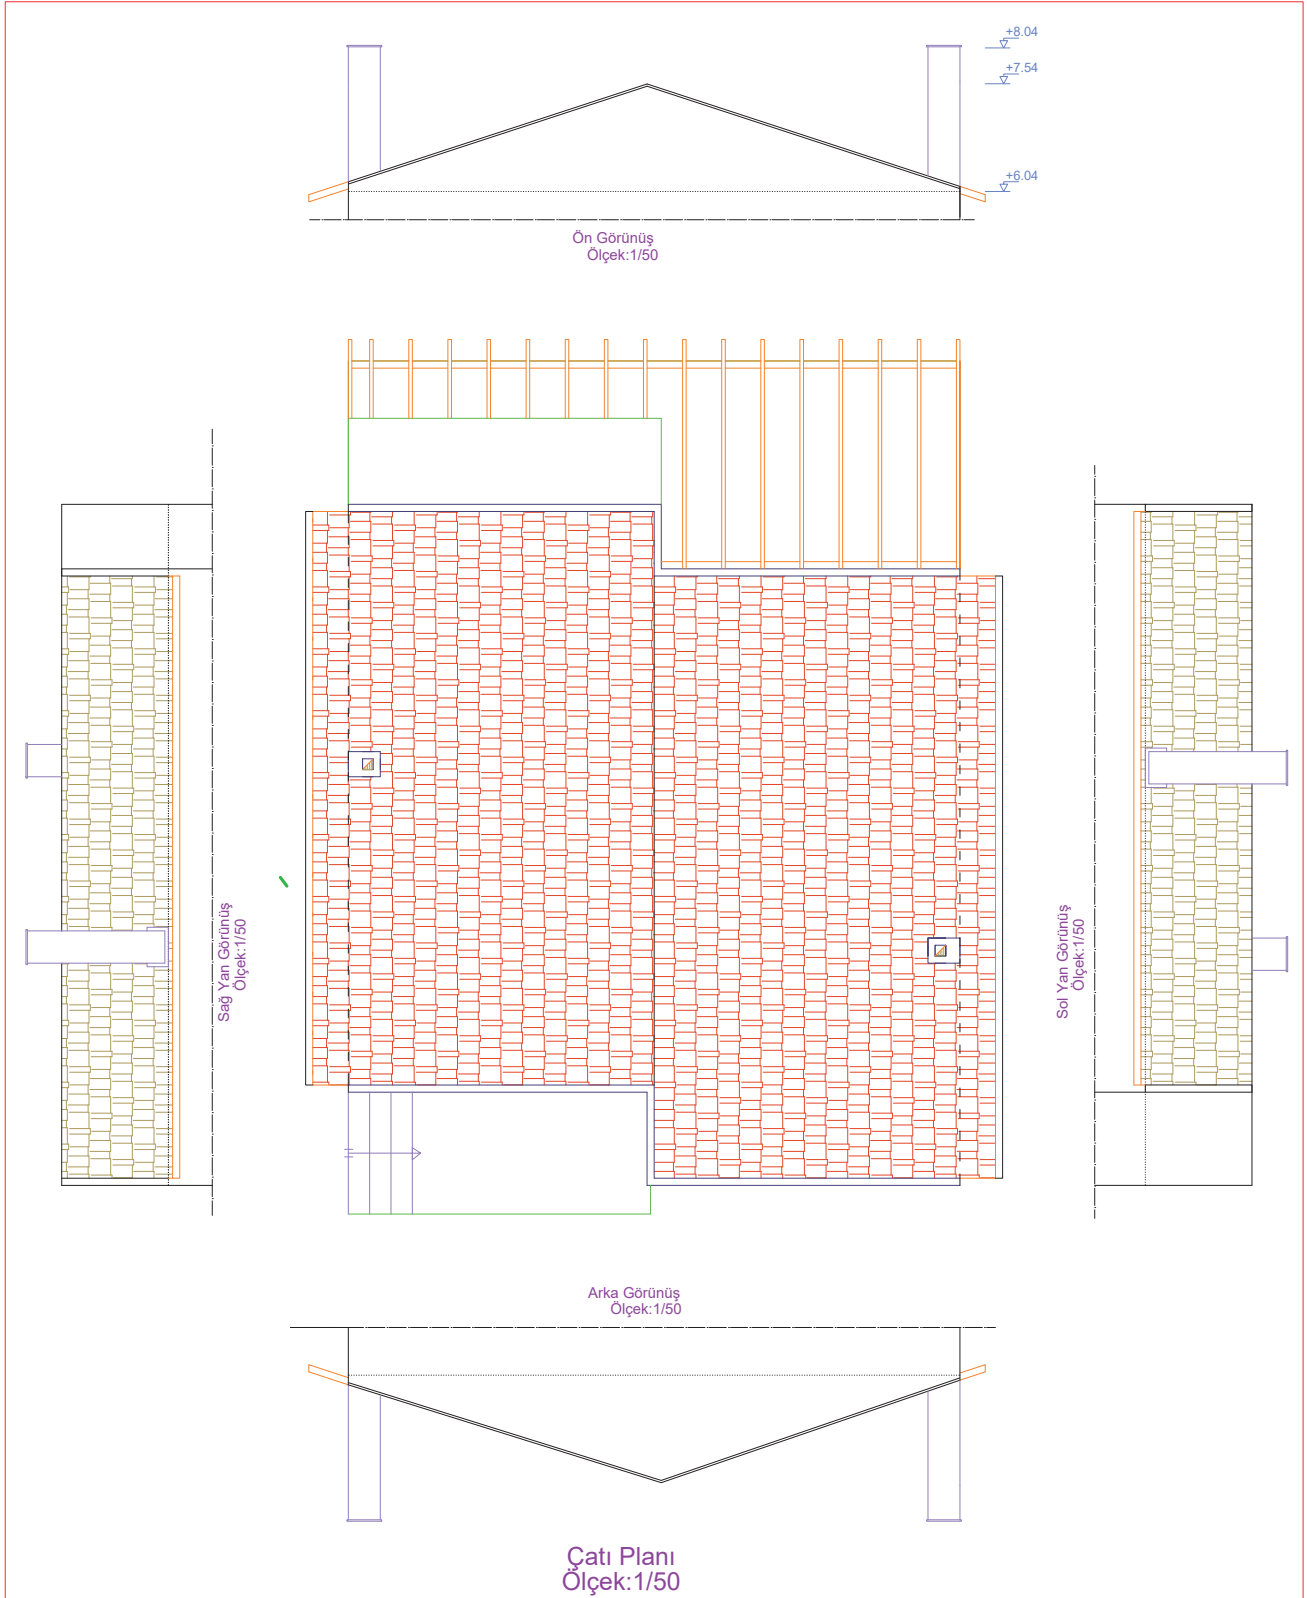 +8.04
+7.54
+6.04
Ön Görünüş
Ölçek:1/50
Sağ Yan Görünüş
Ölçek:1/50
Sol Yan Görünüş
Ölçek:1/50
Arka Görünüş
Ölçek:1/50
Çatı Planı
Ölçek:1/50